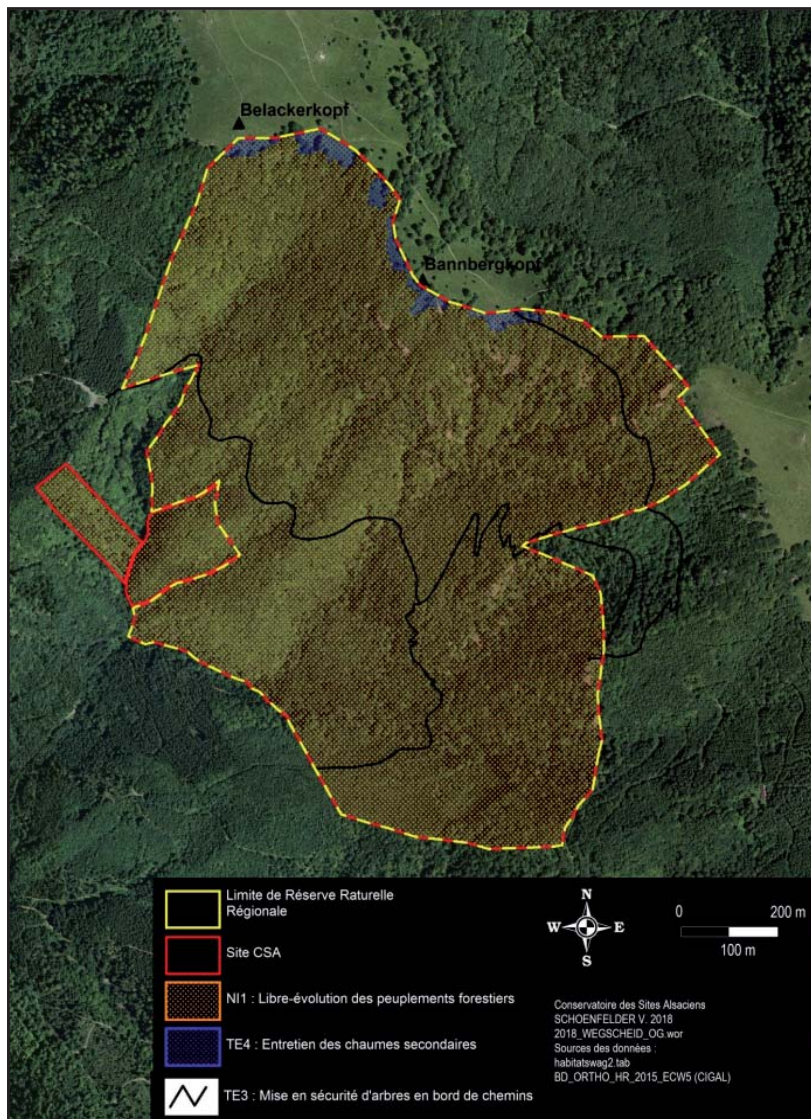 Belackerkopf
Bannbergkopf
Limite de Réserve Raturelle
Régionale
Site CSA
NI1 : Libre-évolution des peuplements forestiers
TE4 : Entretien des chaumes secondaires
TE3 : Mise en sécurité d'arbres en bord de chemins
N
W E
S
0 200 m
100 m
Conservatoire des Sites Alsaciens
SCHOENFELDER V. 2018
2018_WEGSCHEID_OG.wor
Sources des données :
habitatswag2.tab
BD_ORTHO_HR_2015_ECW5 (CIGAL)